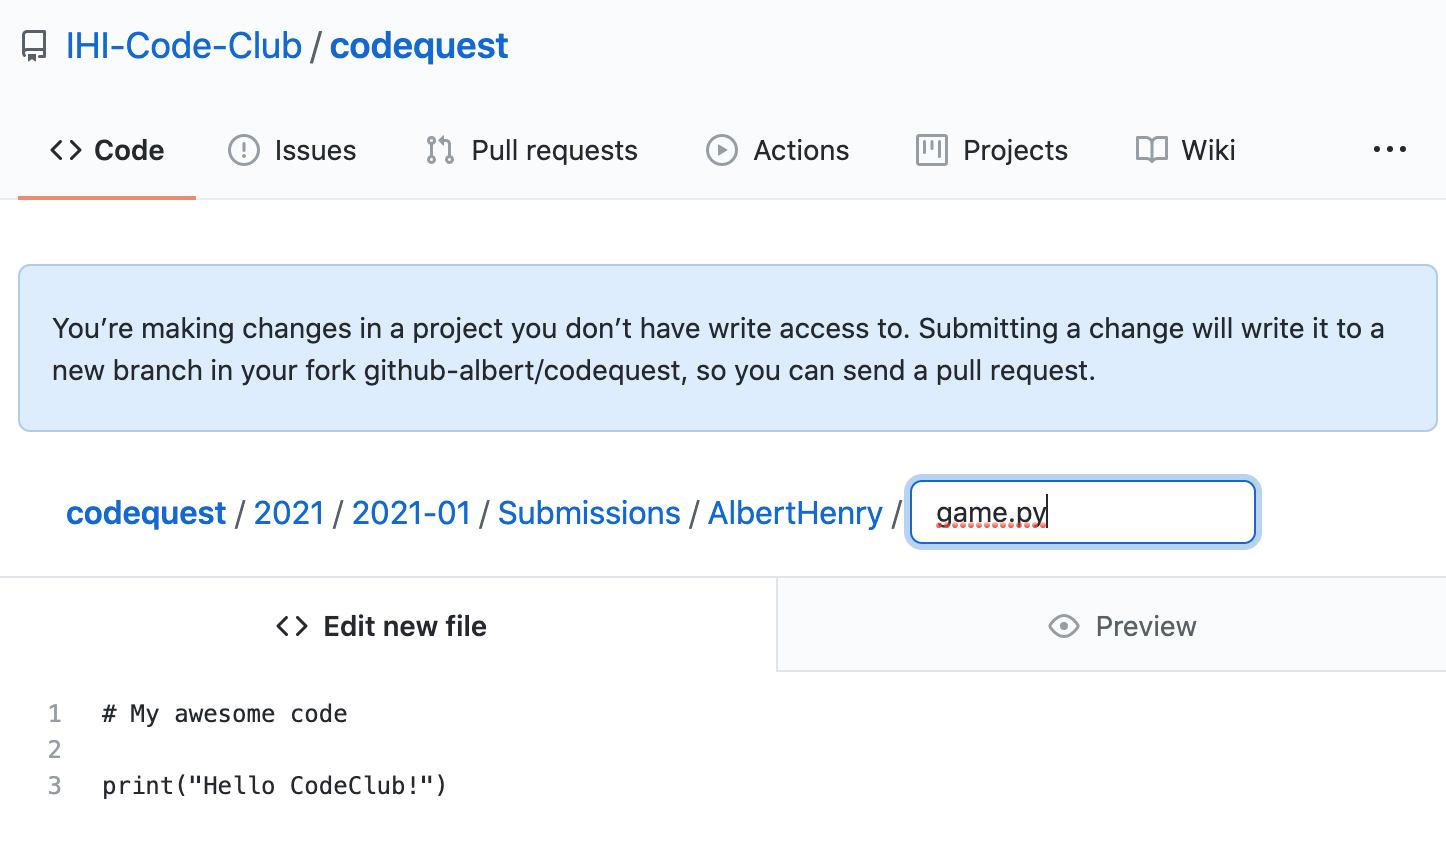 IHI-Code-Club / codequest
Code Issues Pull requests Actions Projects Wiki ...
You’re making changes in a project you don’t have write access to. Submitting a change will write it to a
new branch in your fork github-albert/codequest, so you can send a pull request.
codequest / 2021 / 2021-01 / Submissions / AlbertHenry / game.py
Edit new file Preview
1 # My awesome code
2
3 print("Hello CodeClub!")